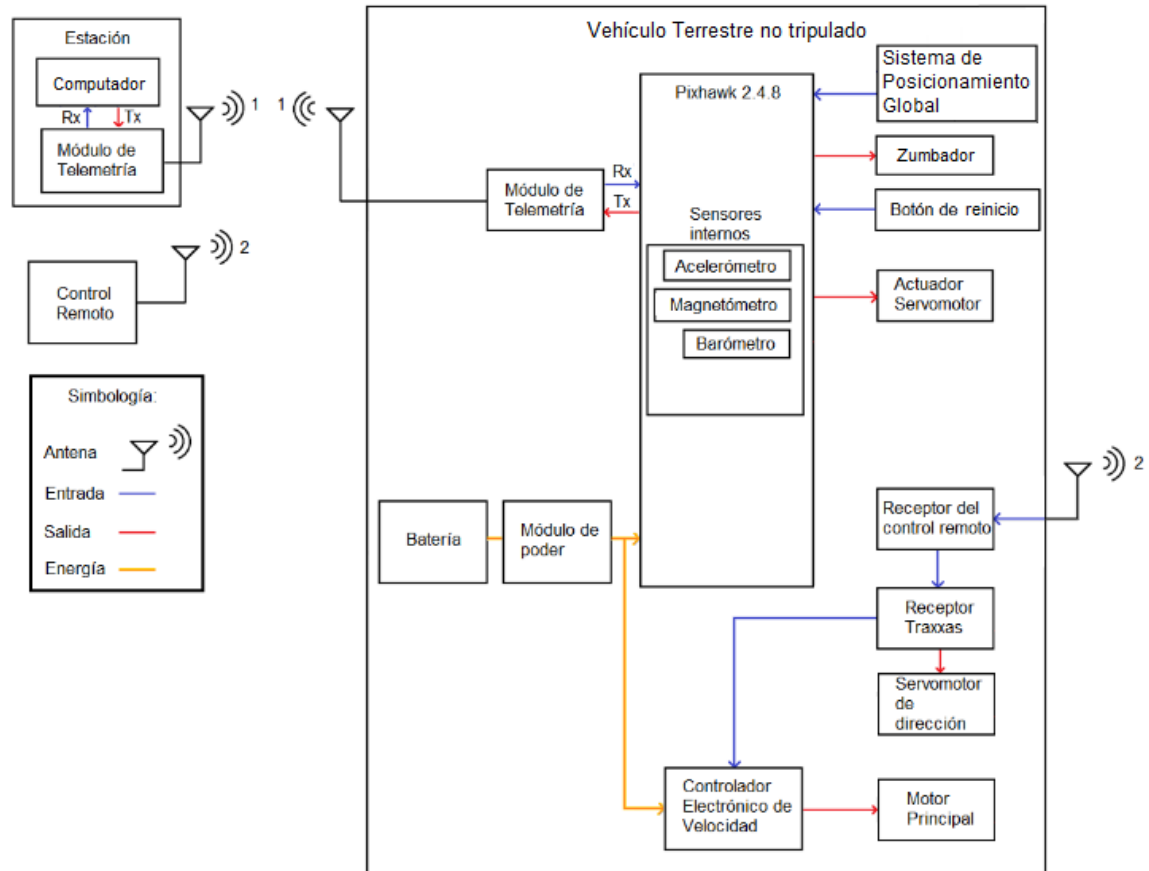 Estación
Computador
Rx
Tx
Módulo de
Telemetría
1
Control
Remoto
2
Simbología:
Antena
Entrada
Salida
Energía
Vehículo Terrestre no tripulado
1
Módulo de
Telemetría
Rx
Tx
Pixhawk 2.4.8
Sensores
internos
Acelerómetro
Magnetómetro
Barómetro
Sistema de
Posicionamiento
Global
Zumbador
Botón de reinicio
Actuador
Servomotor
Batería
Módulo de
poder
Receptor del
control remoto
2
Receptor
Traxxas
Servomotor
de
dirección
Controlador
Electrónico de
Velocidad
Motor
Principal